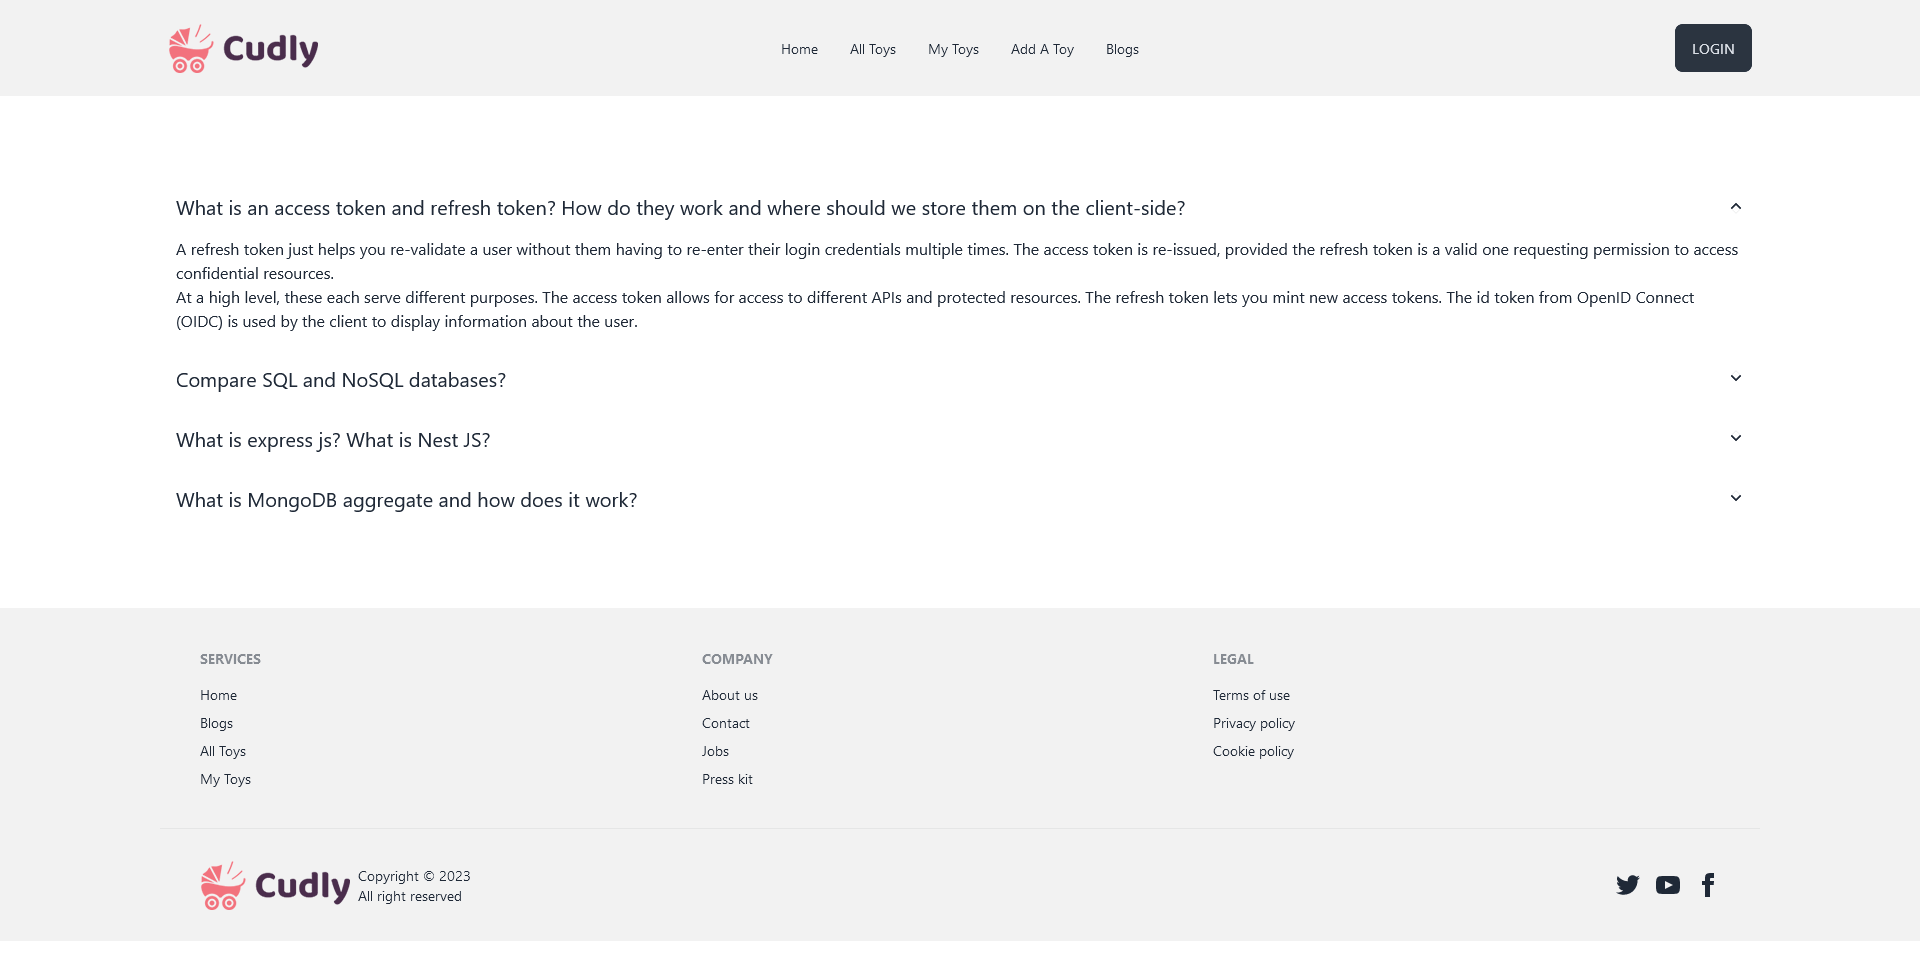 Cudly
Home
All Toys
My Toys
Add A Toy
Blogs
LOGIN
What is an access token and refresh token? How do they work and where should we store them on the client-side?
A refresh token just helps you re-validate a user without them having to re-enter their login credentials multiple times. The access token is re-issued, provided the refresh token is a valid one requesting permission to access
confidential resources.
At a high level, these each serve different purposes. The access token allows for access to different APIs and protected resources. The refresh token lets you mint new access tokens. The id token from OpenID Connect
(OIDC) is used by the client to display information about the user.
Compare SQL and NoSQL databases?
What is express js? What is Nest JS?
What is MongoDB aggregate and how does it work?
SERVICES
Home
Blogs
All Toys
My Toys
COMPANY
About us
Contact
Jobs
Press kit
LEGAL
Terms of use
Privacy policy
Cookie policy
Cudly
Copyright © 2023
All right reserved